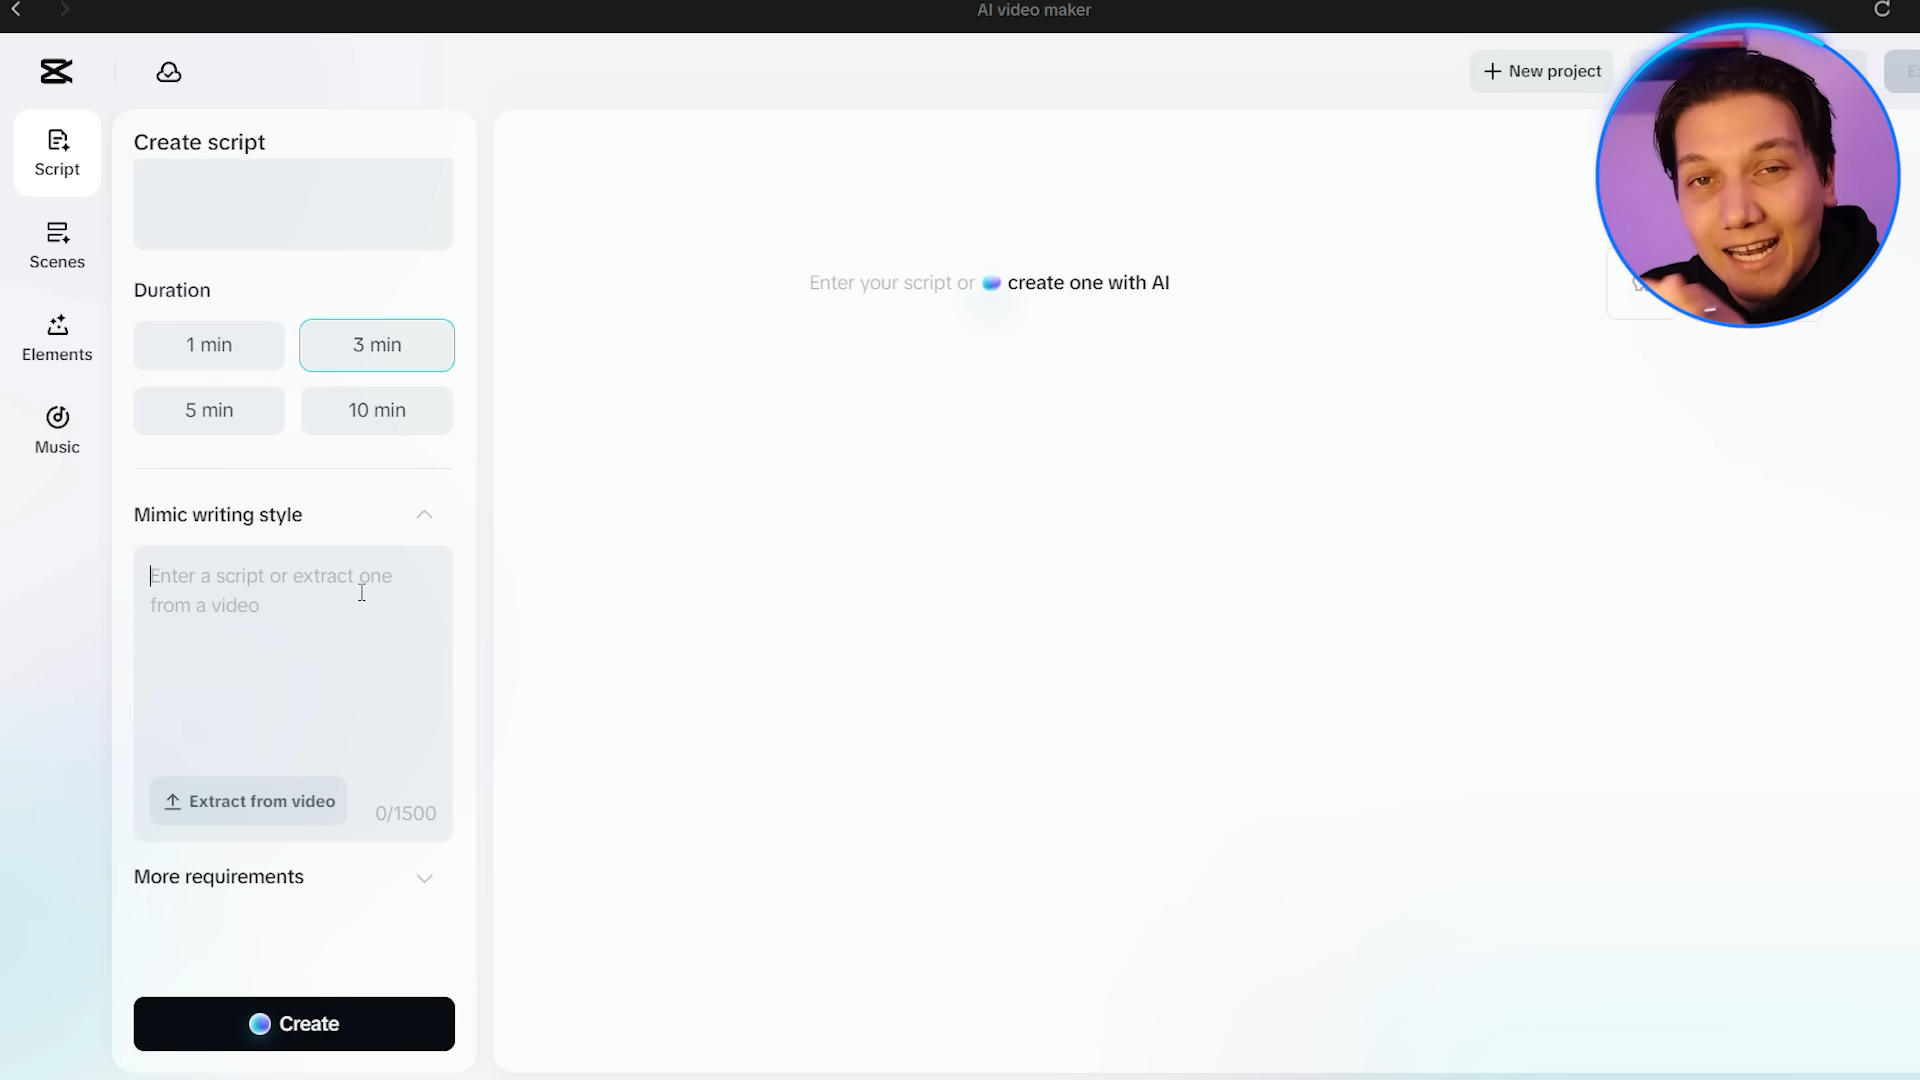 AI video maker
New project
Script
Scenes
Elements
Music
Create script
Duration
1 min
3 min
5 min
10 min
Mimic writing style
Enter a script or extract one
from a video
Extract from video
0/1500
More requirements
Create
Enter your script or create one with AI